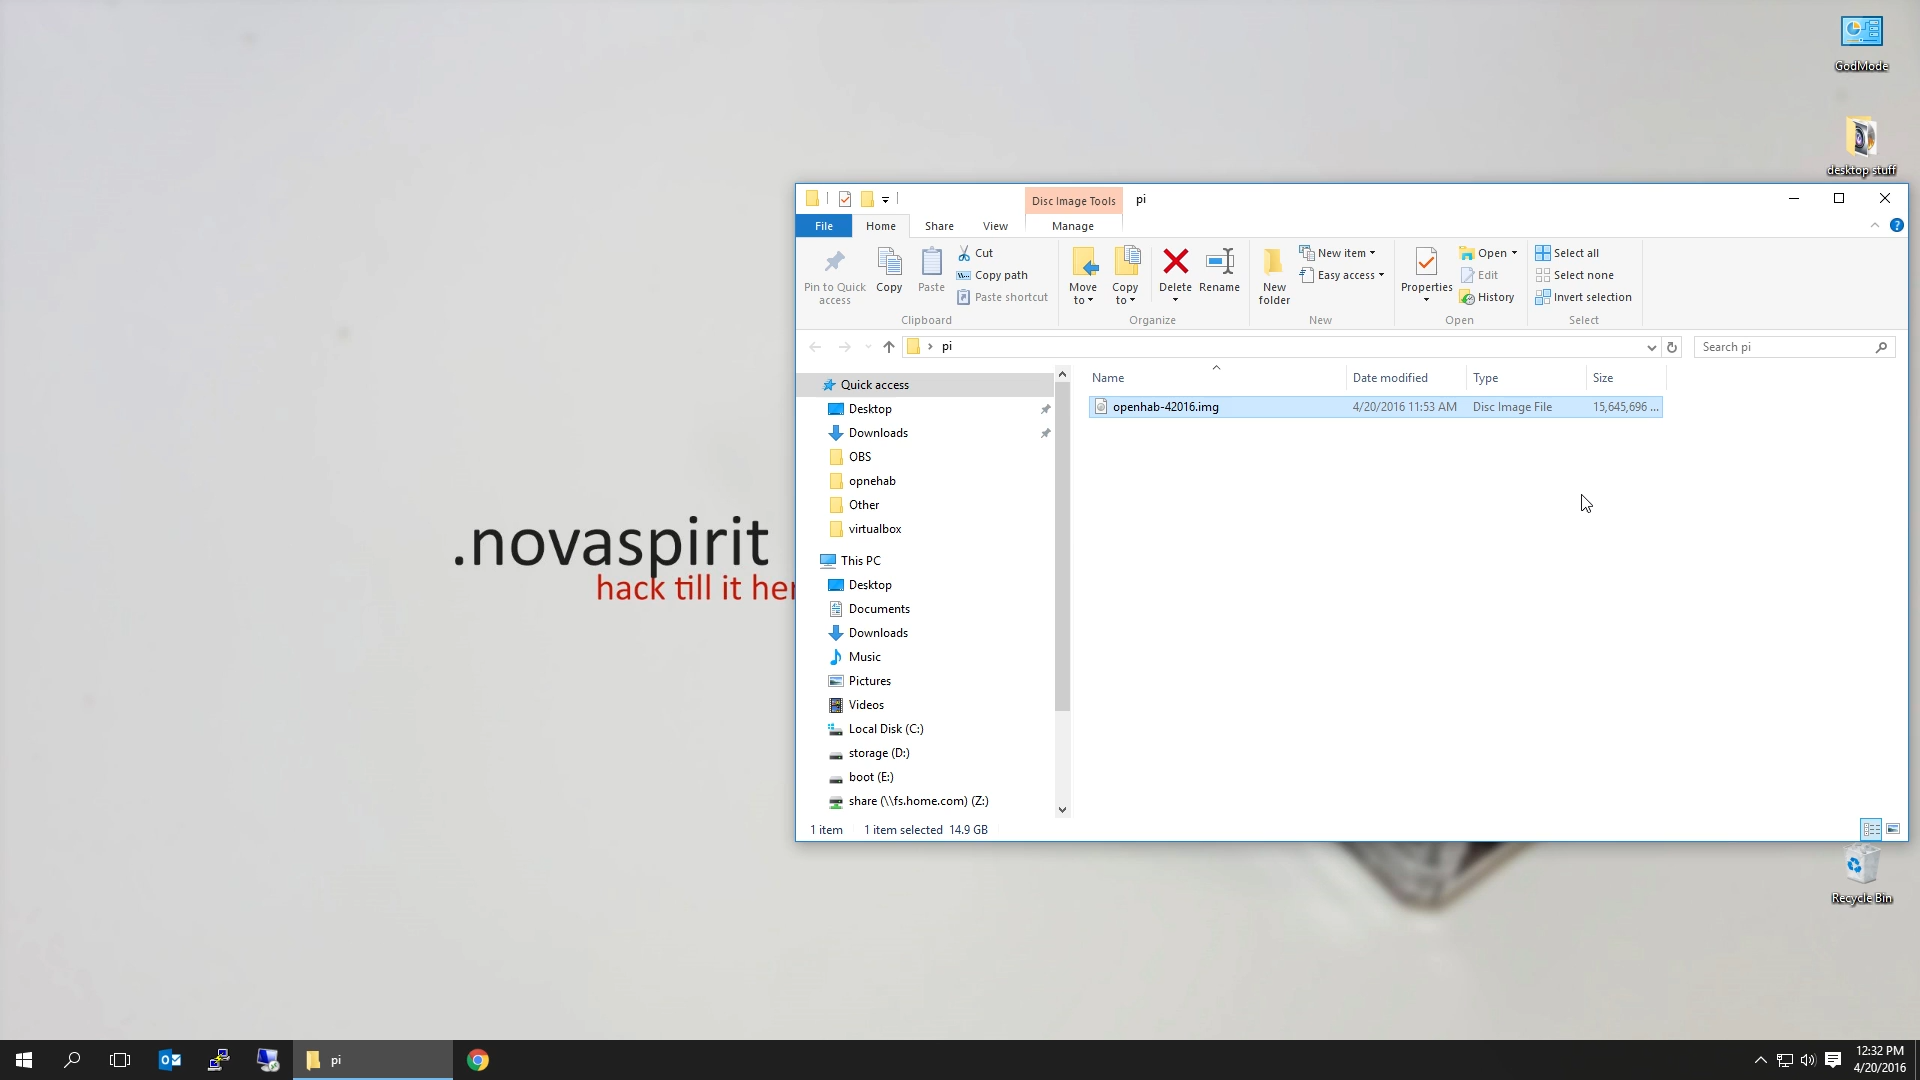 GodMode
desktop stuff
Disc Image Tools
pi
File
Home
Share
View
Manage
Pin to Quick access
Copy
Paste
Cut
Copy path
Paste shortcut
Clipboard
Move to
Copy to
Delete
Rename
Organize
New folder
New item
Easy access
New
Properties
Open
Edit
History
Open
Select all
Select none
Invert selection
Select
pi
Search pi
Name
Date modified
Type
Size
openhab-42016.img 4/20/2016 11:53 AM Disc Image File 15,645,696 ...
Quick access
Desktop
Downloads
OBS
opnehab
Other
virtualbox
This PC
Desktop
Documents
Downloads
Music
Pictures
Videos
Local Disk (C:)
storage (D:)
boot (E:)
share (\\fs.home.com) (Z:)
1 item
1 item selected 14.9 GB
.novaspirit
hack till it
Recycle Bin
pi
12:32 PM
4/20/2016